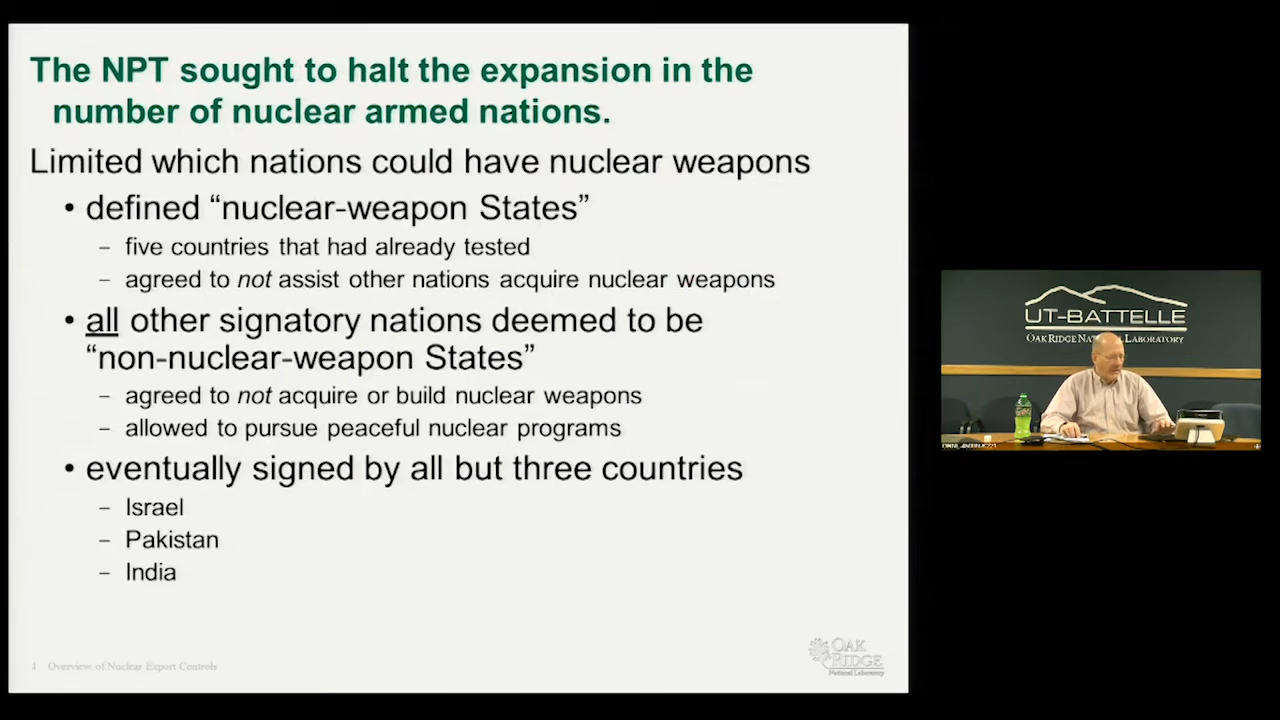 The NPT sought to halt the expansion in the
number of nuclear armed nations.
Limited which nations could have nuclear weapons
• defined “nuclear-weapon States”
– five countries that had already tested
– agreed to not assist other nations acquire nuclear weapons
• all other signatory nations deemed to be
“non-nuclear-weapon States”
– agreed to not acquire or build nuclear weapons
– allowed to pursue peaceful nuclear programs
• eventually signed by all but three countries
– Israel
– Pakistan
– India
4 Overview of Nuclear Export Controls
OAK
RIDGE
National Laboratory
UT-BATTELLE
OAK RIDGE NATIONAL LABORATORY